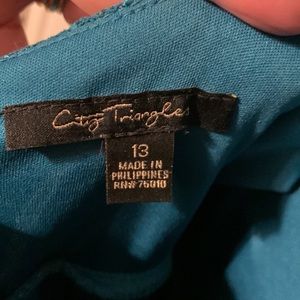 City Triangles
13
MADE IN
PHILIPPINES
RN# 75010